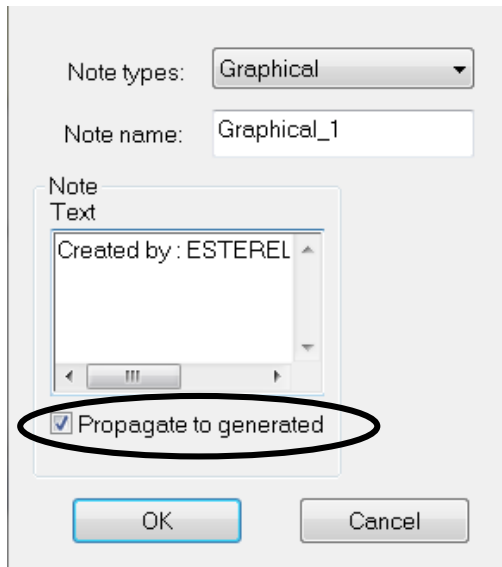 Note types: Graphical
Note name: Graphical_1
Note
Text
Created by : ESTEREL
Propagate to generated
OK Cancel